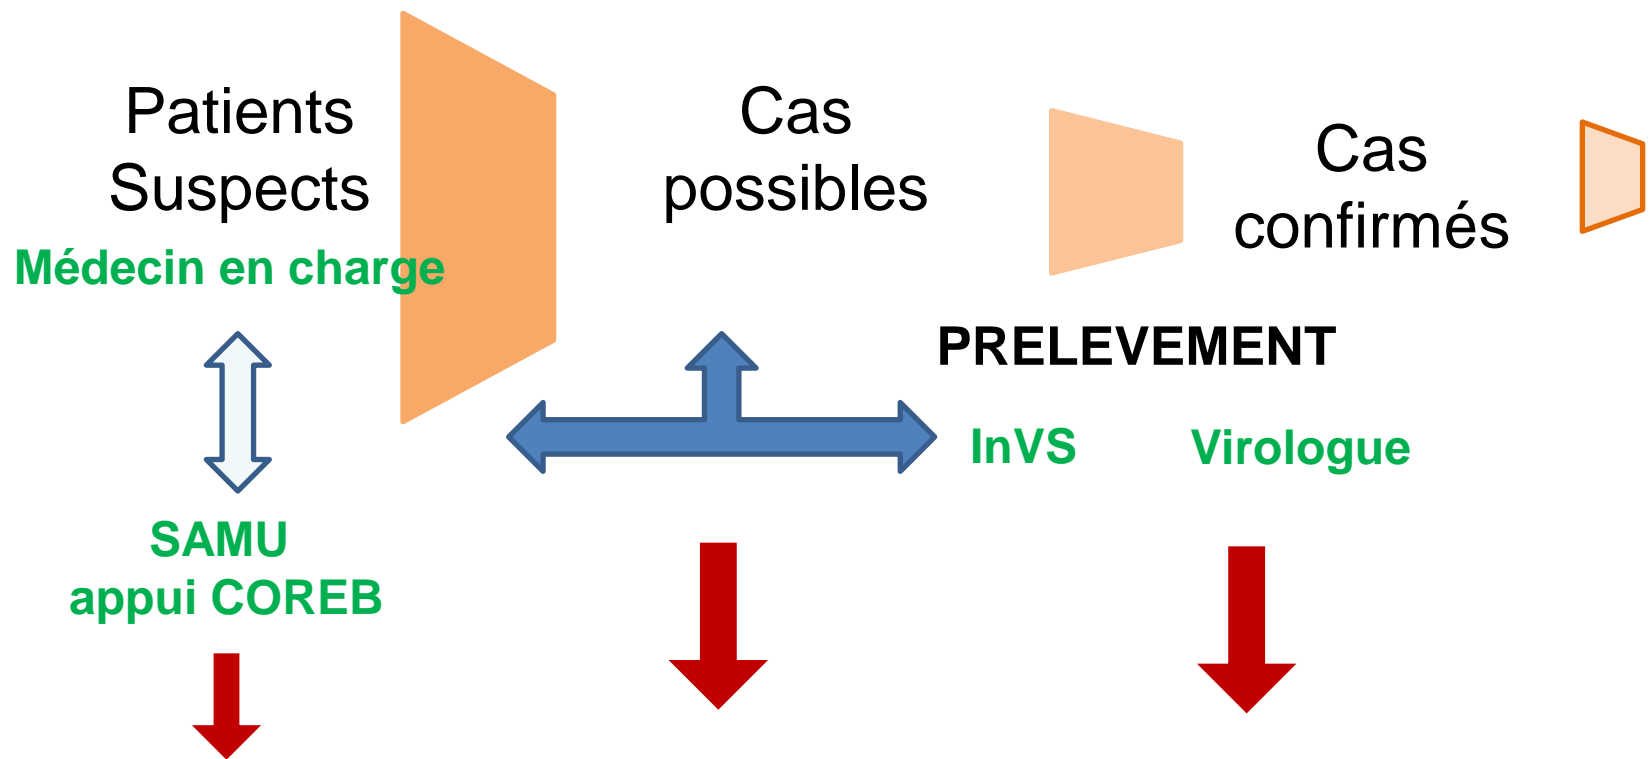 Patients
Suspects
Médecin en charge
SAMU
appui COREB
Cas
possibles
Cas
confirmés
PRELEVEMENT
InVS
Virologue